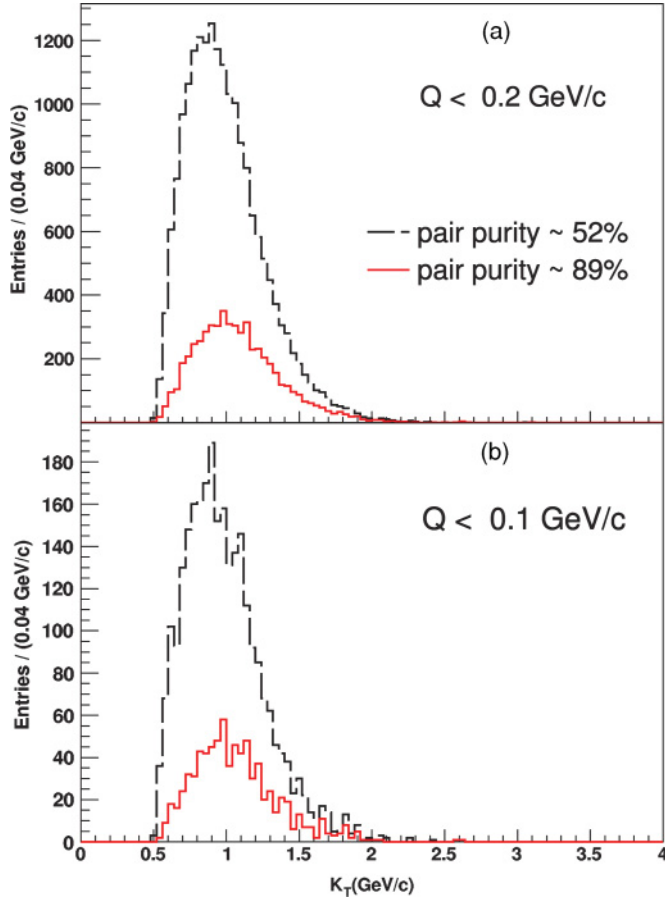 (a)
Q < 0.2 GeV/c
pair purity ~ 52%
pair purity ~ 89%
Entries / (0.04 GeV/c)
1200
1000
800
600
400
200
(b)
Q < 0.1 GeV/c
Entries / (0.04 GeV/c)
180
160
140
120
100
80
60
40
20
0
0 0.5 1 1.5 2 2.5 3 3.5 4
K_T(GeV/c)